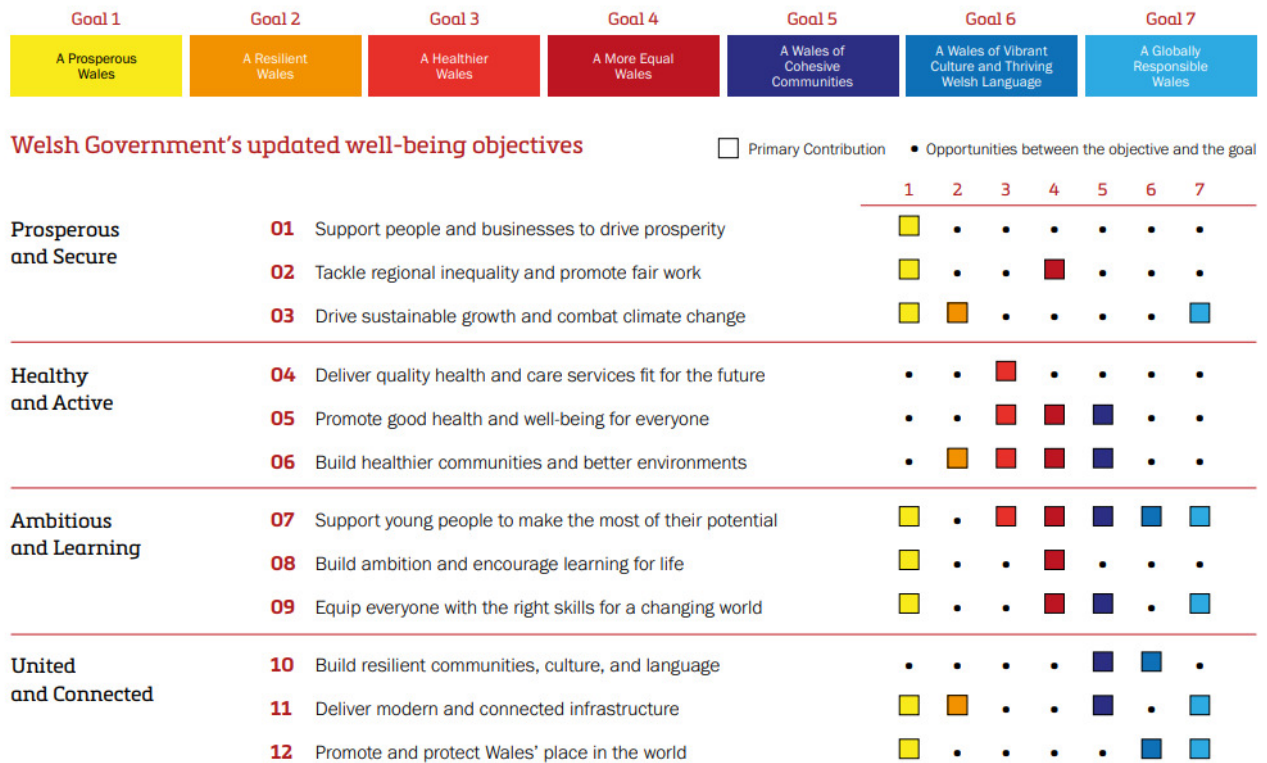 Goal 1 Goal 2 Goal 3 Goal 4 Goal 5 Goal 6 Goal 7
A Prosperous
Wales
A Resilient
Wales
A Healthier
Wales
A More Equal
Wales
A Wales of
Cohesive
Communities
A Wales of Vibrant
Culture and Thriving
Welsh Language
A Globally
Responsible
Wales
Welsh Government's updated well-being objectives
Primary Contribution • Opportunities between the objective and the goal
1 2 3 4 5 6 7
Prosperous
and Secure
01 Support people and businesses to drive prosperity
02 Tackle regional inequality and promote fair work
03 Drive sustainable growth and combat climate change
Healthy
and Active
04 Deliver quality health and care services fit for the future
05 Promote good health and well-being for everyone
06 Build healthier communities and better environments
Ambitious
and Learning
07 Support young people to make the most of their potential
08 Build ambition and encourage learning for life
09 Equip everyone with the right skills for a changing world
United
and Connected
10 Build resilient communities, culture, and language
11 Deliver modern and connected infrastructure
12 Promote and protect Wales' place in the world